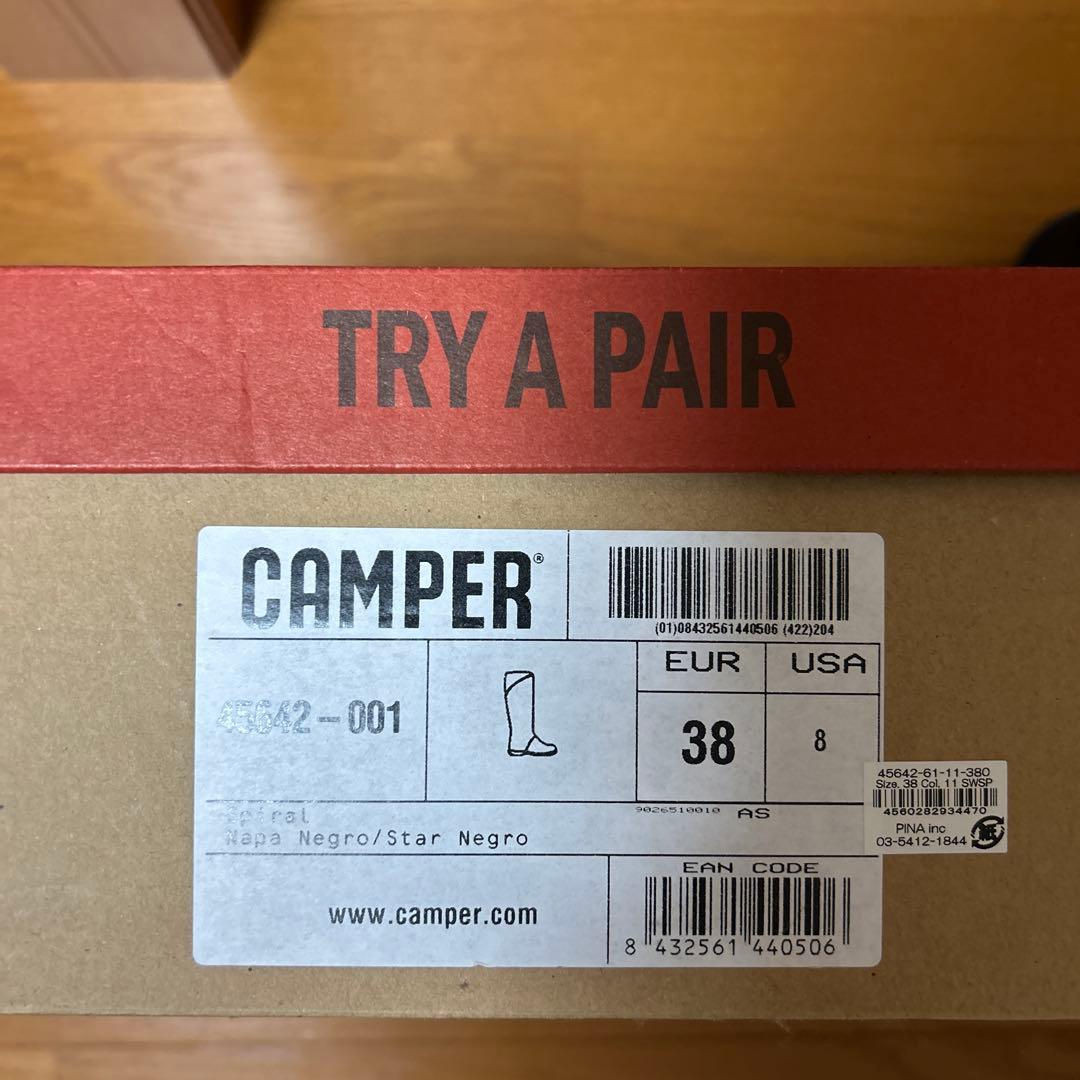 TRY A PAIR
CAMPER®
(01)08432561440506 (422)204
45642-001
EUR
USA
38
8
Spiral
Napa Negro/Star Negro
9026510010 AS
www.camper.com
EAN CODE
8 432561 440506
45642-61-11-380
Size. 38 Col. 11 SWSP
4560282934470
PINA inc
03-5412-1844